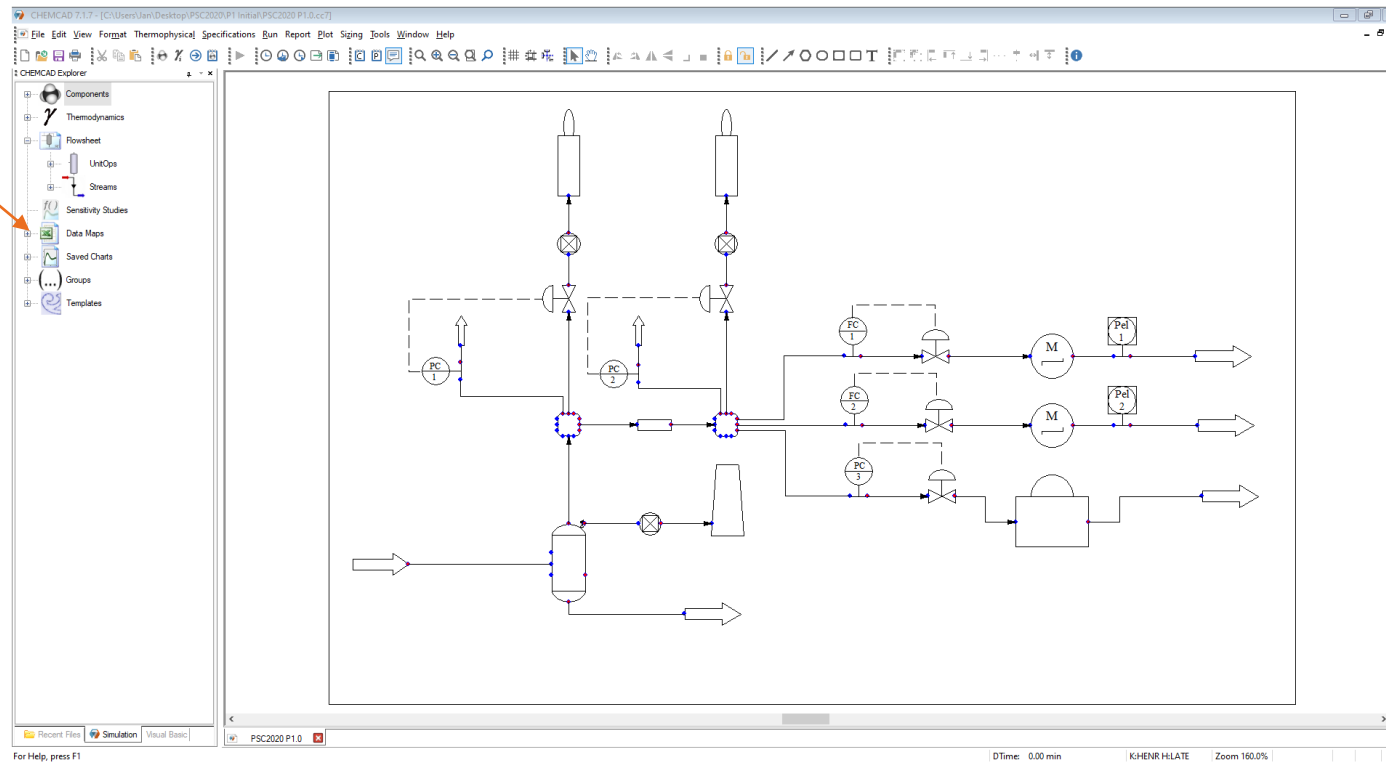 CHEMCAD 7.1.7 - [C:\Users\Jan\Desktop\PSC2020\P1 Initial\PSC2020 P1.0.cc7]
File Edit View Format Thermophysical Specifications Run Report Plot Sizing Tools Window Help
C P T
CHEMCAD Explorer
Components
Thermodynamics
Flowsheet
UnitOps
Streams
Sensitivity Studies
Data Maps
Saved Charts
(...) Groups
Templates
FC
1
M
Pel
1
PC
1
PC
2
FC
2
M
Pel
2
PC
3
Recent Files Simulation Visual Basic
PSC2020 P1.0
For Help, press F1
DTime: 0.00 min K:HENR H:LATE Zoom 160.0%